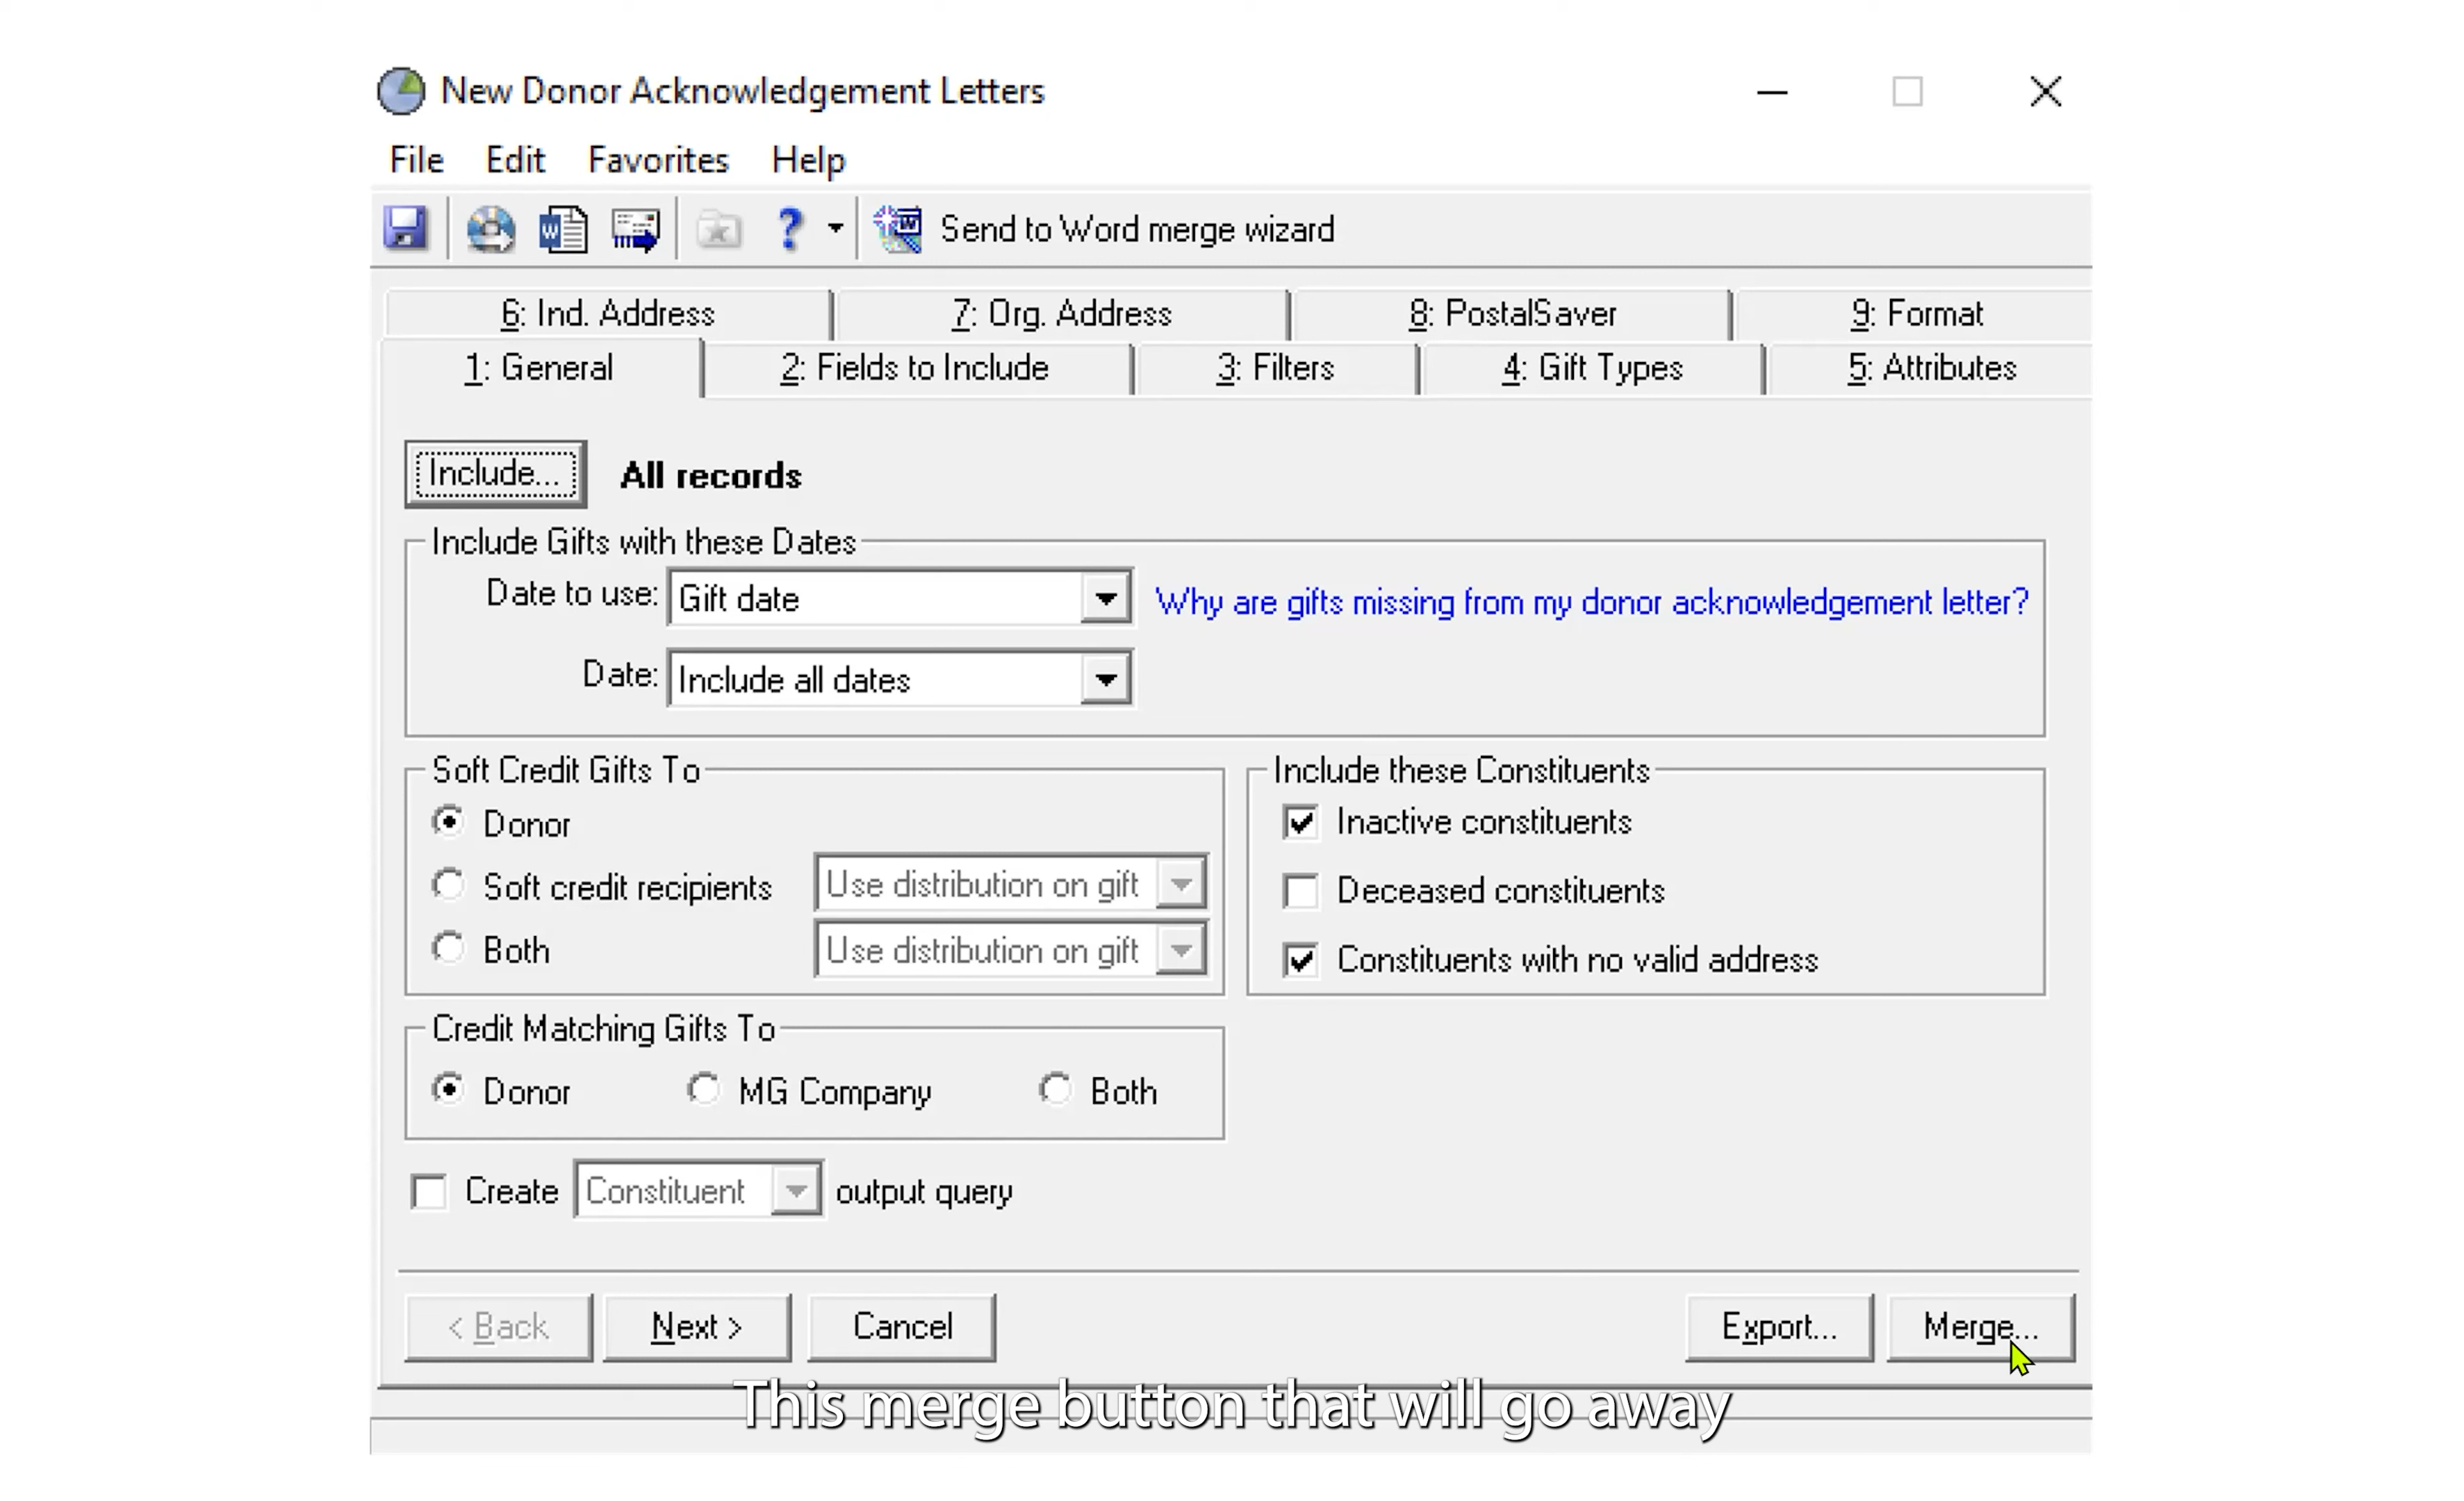 New Donor Acknowledgement Letters
File Edit Favorites Help
W ? W Send to Word merge wizard
6: Ind. Address 7: Org. Address 8: PostalSaver 9: Format
1: General 2: Fields to Include 3: Filters 4: Gift Types 5: Attributes
Include... All records
Include Gifts with these Dates
Date to use: Gift date Why are gifts missing from my donor acknowledgement letter?
Date: Include all dates
Soft Credit Gifts To
Donor
Soft credit recipients Use distribution on gift
Both Use distribution on gift
Include these Constituents
Inactive constituents
Deceased constituents
Constituents with no valid address
Credit Matching Gifts To
Donor MG Company Both
Create Constituent output query
< Back Next > Cancel Export... Merge...
This merge button that will go away